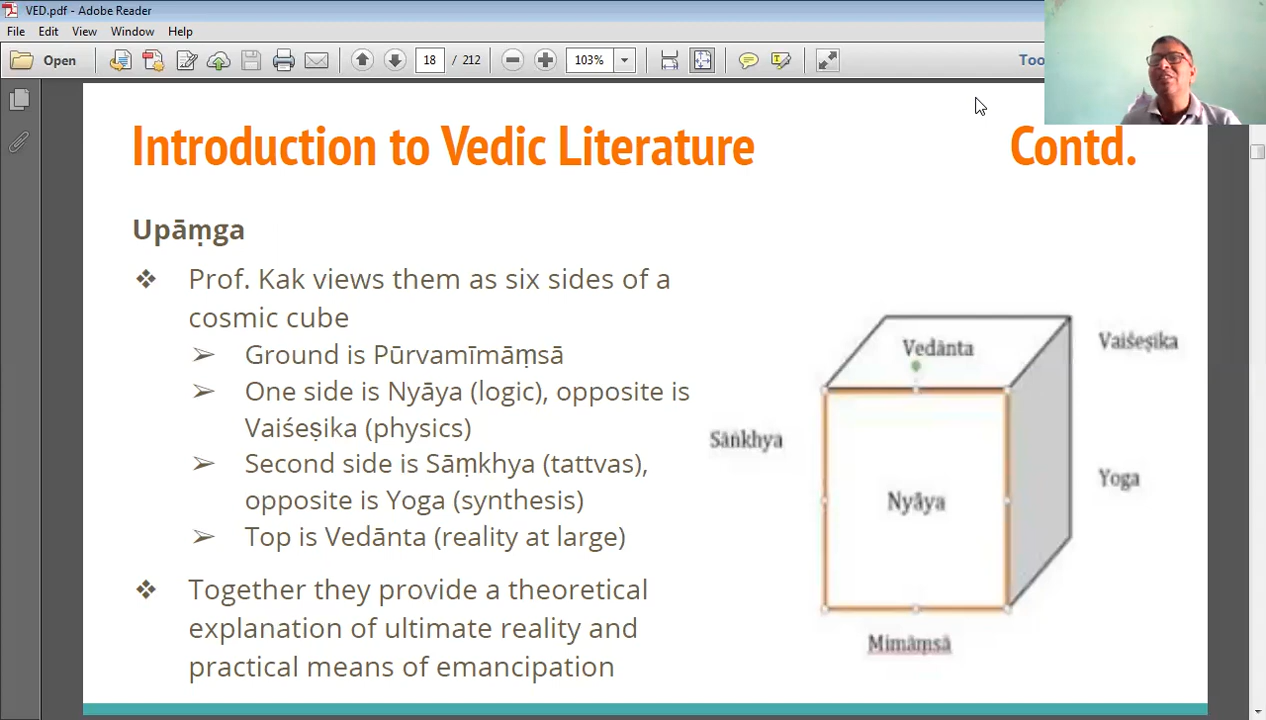 VED.pdf - Adobe Reader
File Edit View Window Help
Open 18 / 212 103% Too
Introduction to Vedic Literature Contd.
Upāṃga
❖ Prof. Kak views them as six sides of a
cosmic cube
➢ Ground is Pūrvamīmāṃsā
➢ One side is Nyāya (logic), opposite is
Vaiśeṣika (physics)
➢ Second side is Sāṃkhya (tattvas),
opposite is Yoga (synthesis)
➢ Top is Vedānta (reality at large)
❖ Together they provide a theoretical
explanation of ultimate reality and
practical means of emancipation
Vedānta
Vaiśeṣika
Sāṅkhya
Yoga
Nyāya
Mimāṃsā